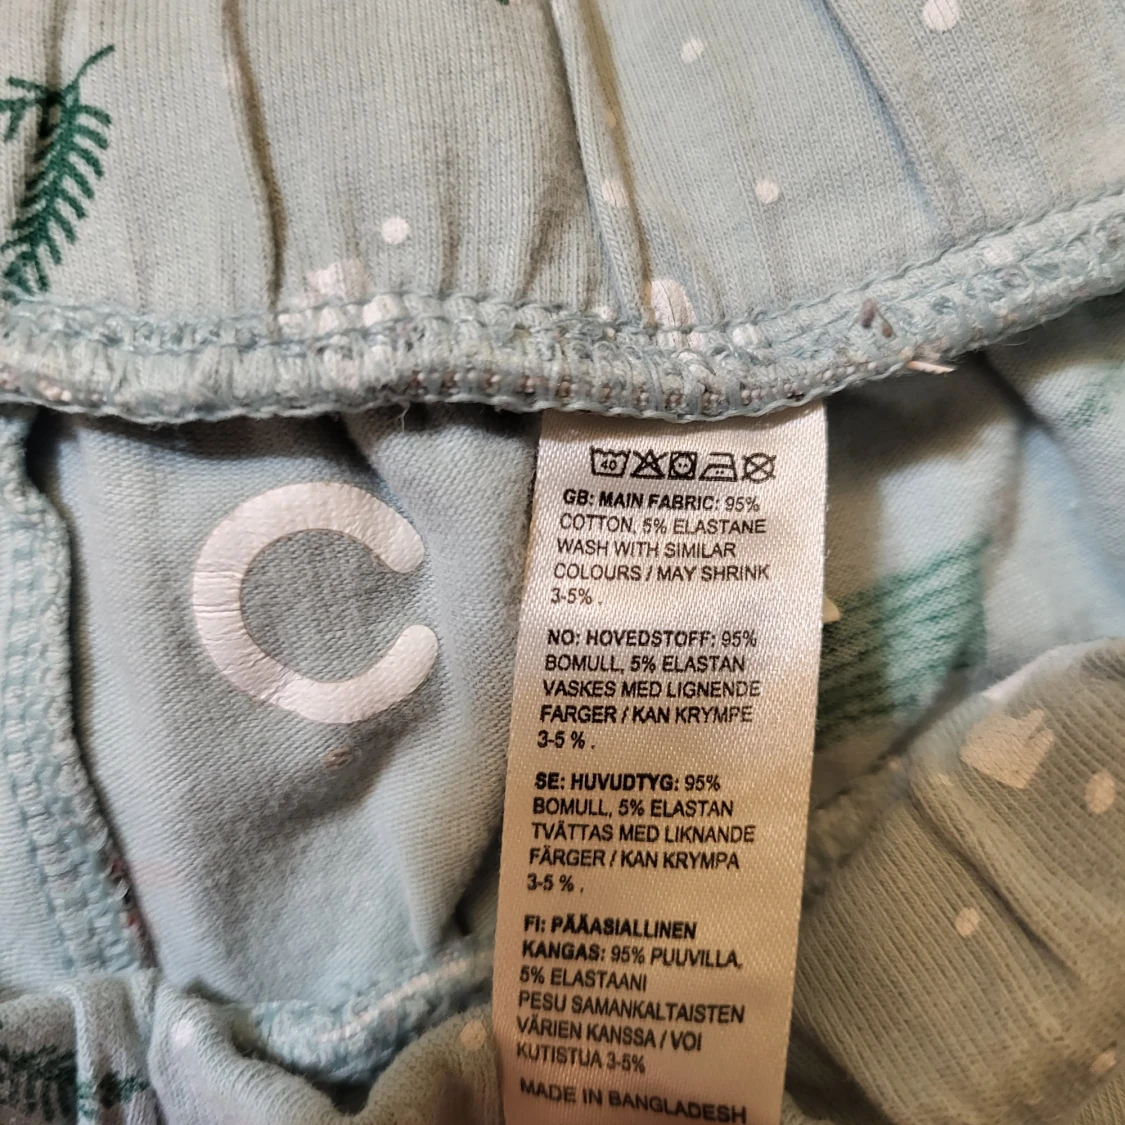 40
GB: MAIN FABRIC: 95%
COTTON, 5% ELASTANE
WASH WITH SIMILAR
COLOURS / MAY SHRINK
3-5% .
NO: HOVEDSTOFF: 95%
BOMULL, 5% ELASTAN
VASKES MED LIGNENDE
FARGER / KAN KRYMPE
3-5 % .
SE: HUVUDTYG: 95%
BOMULL, 5% ELASTAN
TVÄTTAS MED LIKNANDE
FÄRGER / KAN KRYMPA
3-5 % .
FI: PÄÄASIALLINEN
KANGAS: 95% PUUVILLA,
5% ELASTAANI
PESU SAMANKALTAISTEN
VÄRIEN KANSSA / VOI
KUTISTUA 3-5%
MADE IN BANGLADESH